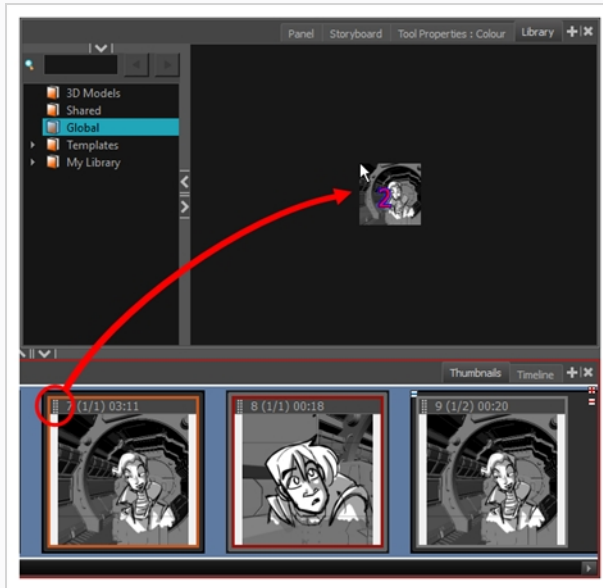 Panel Storyboard Tool Properties : Colour Library
3D Models
Shared
Global
Templates
My Library
2
Thumbnails Timeline
7 (1/1) 03:11 8 (1/1) 00:18 9 (1/2) 00:20